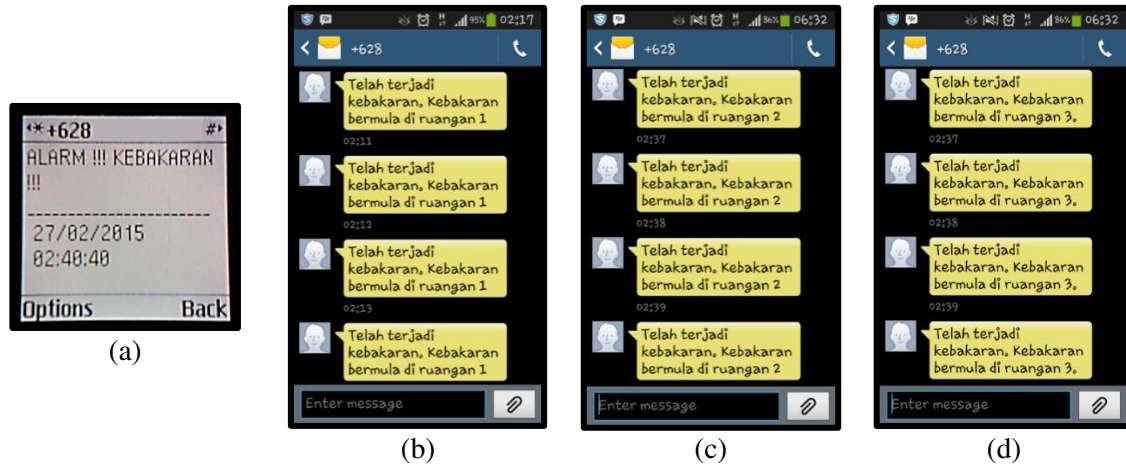 +628 #
ALARM !!! KEBAKARAN
!!!
----------------------
27/02/2015
02:40:40
Options Back
(a)
95% 02:17
+628
Telah terjadi
kebakaran. Kebakaran
bermula di ruangan 1
02:11
Telah terjadi
kebakaran. Kebakaran
bermula di ruangan 1
02:12
Telah terjadi
kebakaran. Kebakaran
bermula di ruangan 1
02:13
Telah terjadi
kebakaran. Kebakaran
bermula di ruangan 1
Enter message
(b)
H 86% 06:32
+628
Telah terjadi
kebakaran. Kebakaran
bermula di ruangan 2
02:37
Telah terjadi
kebakaran. Kebakaran
bermula di ruangan 2
02:38
Telah terjadi
kebakaran. Kebakaran
bermula di ruangan 2
02:39
Telah terjadi
kebakaran. Kebakaran
bermula di ruangan 2
Enter message
(c)
H 86% 06:32
+628
Telah terjadi
kebakaran. Kebakaran
bermula di ruangan 3.
02:37
Telah terjadi
kebakaran. Kebakaran
bermula di ruangan 3.
02:38
Telah terjadi
kebakaran. Kebakaran
bermula di ruangan 3.
02:39
Telah terjadi
kebakaran. Kebakaran
bermula di ruangan 3.
Enter message
(d)